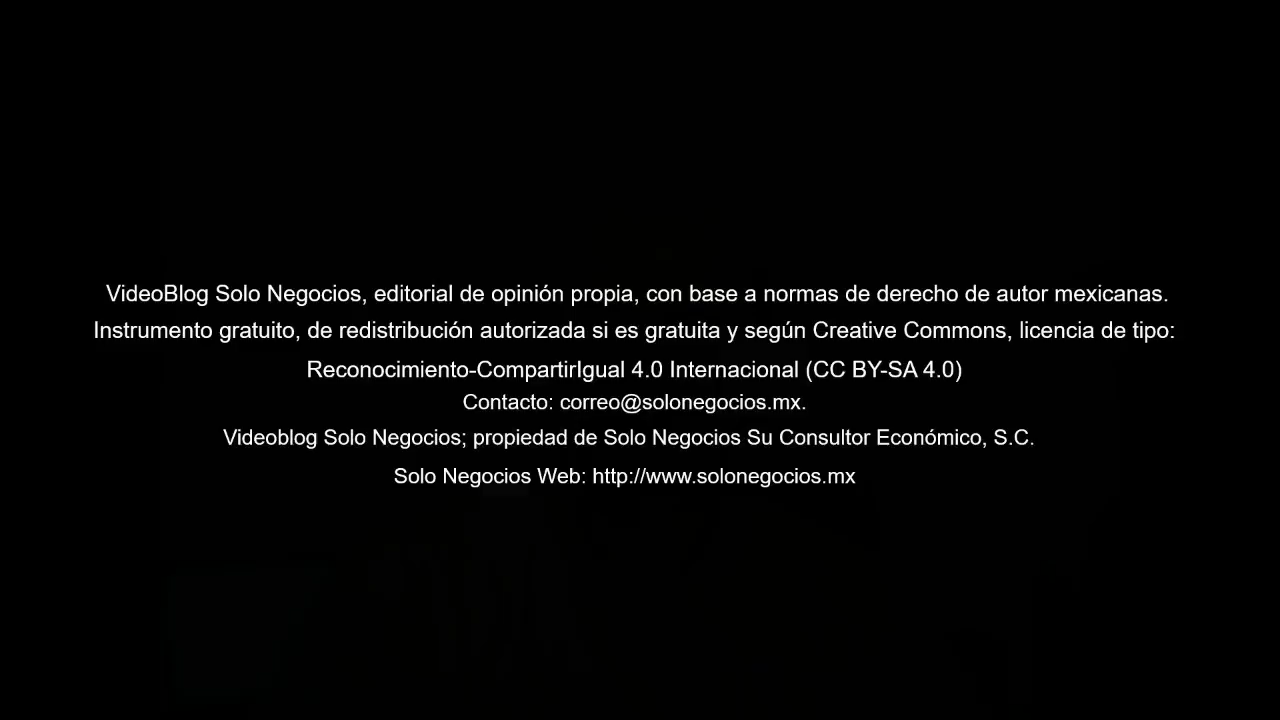 VideoBlog Solo Negocios, editorial de opinión propia, con base a normas de derecho de autor mexicanas.
Instrumento gratuito, de redistribución autorizada si es gratuita y según Creative Commons, licencia de tipo:
Reconocimiento-CompartirIgual 4.0 Internacional (CC BY-SA 4.0)
Contacto: correo@solonegocios.mx.
Videoblog Solo Negocios; propiedad de Solo Negocios Su Consultor Económico, S.C.
Solo Negocios Web: http://www.solonegocios.mx